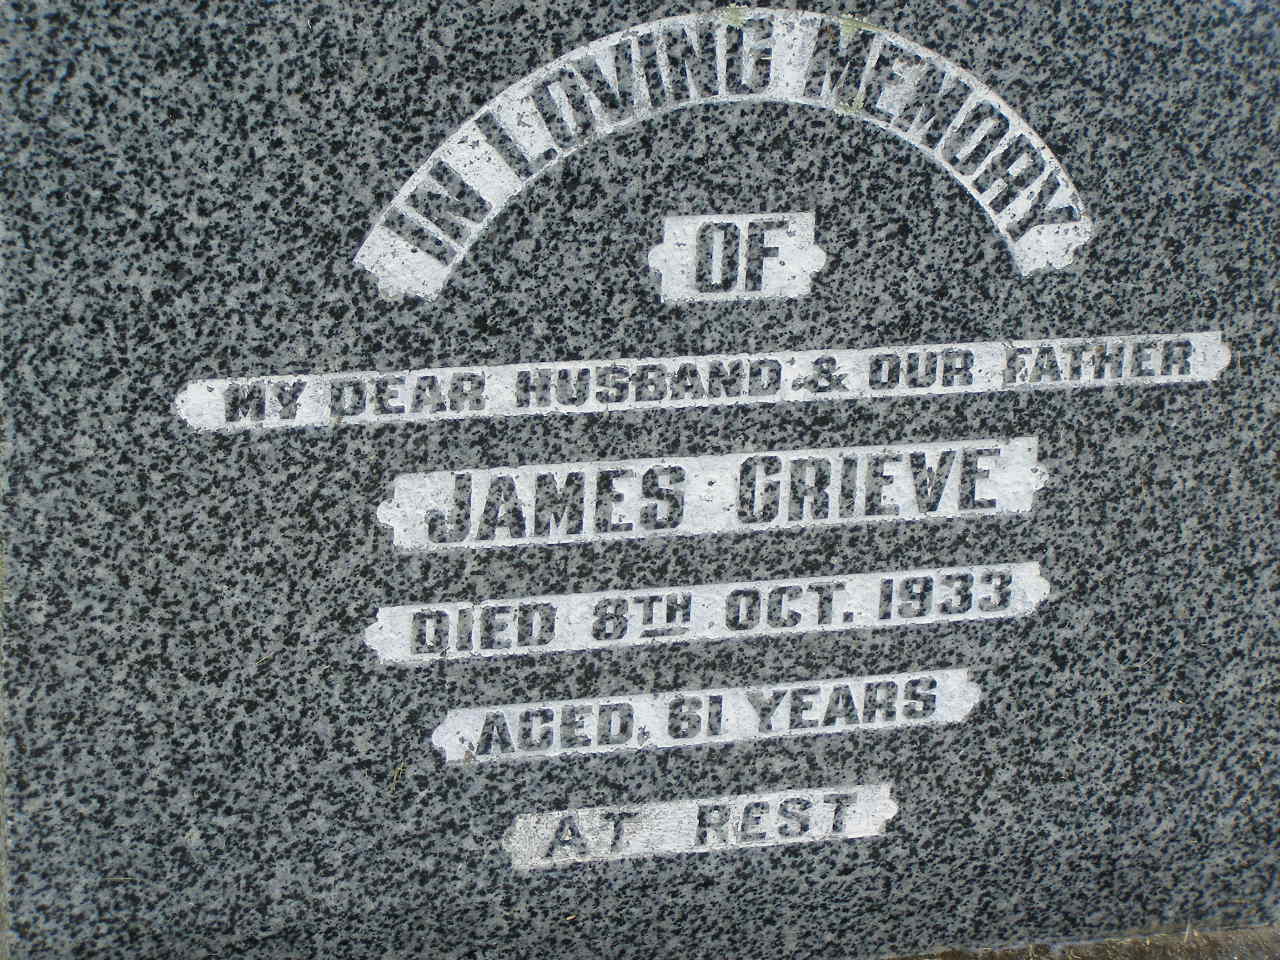 IN LOVING MEMORY
OF
MY DEAR HUSBAND & OUR FATHER
JAMES GRIEVE
DIED 8TH OCT. 1933
AGED 61 YEARS
AT REST